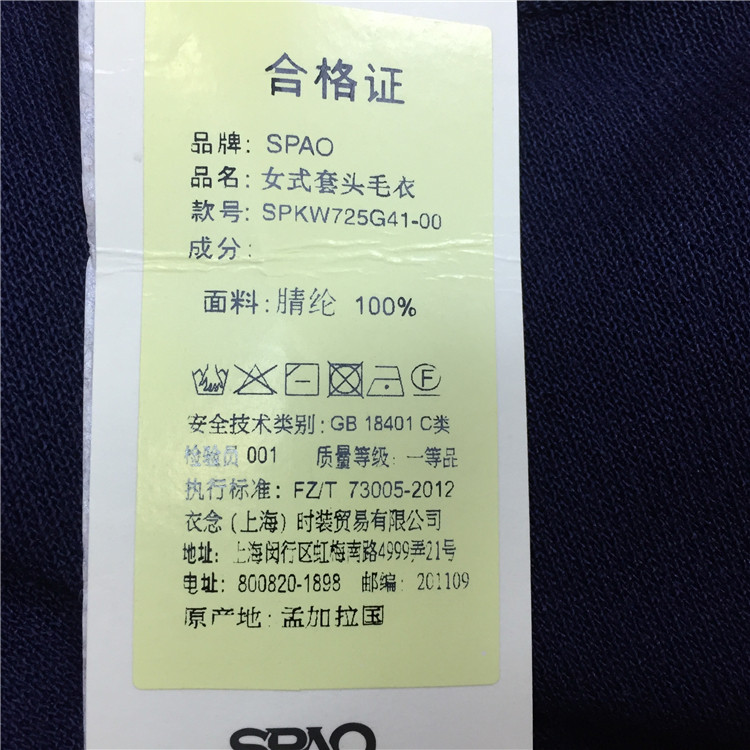 合格证
品牌: SPAO
品名: 女式套头毛衣
款号: SPKW725G41-00
成分:
面料: 腈纶 100%
F
安全技术类别: GB 18401 C类
检验员 001 质量等级: 一等品
执行标准: FZ/T 73005-2012
衣念 (上海) 时装贸易有限公司
地址: 上海闵行区虹梅南路4999弄21号
电址: 800820-1898 邮编: 201109
原产地: 孟加拉国
SPAO